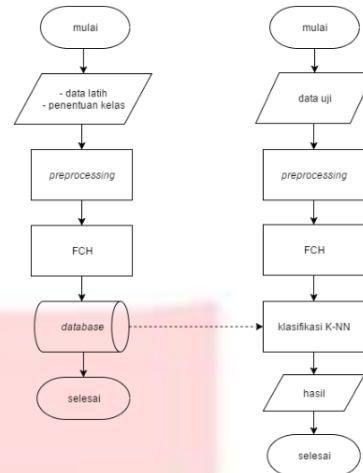 mulai
- data latih
- penentuan kelas
preprocessing
FCH
database
selesai
mulai
data uji
preprocessing
FCH
klasifikasi K-NN
hasil
selesai